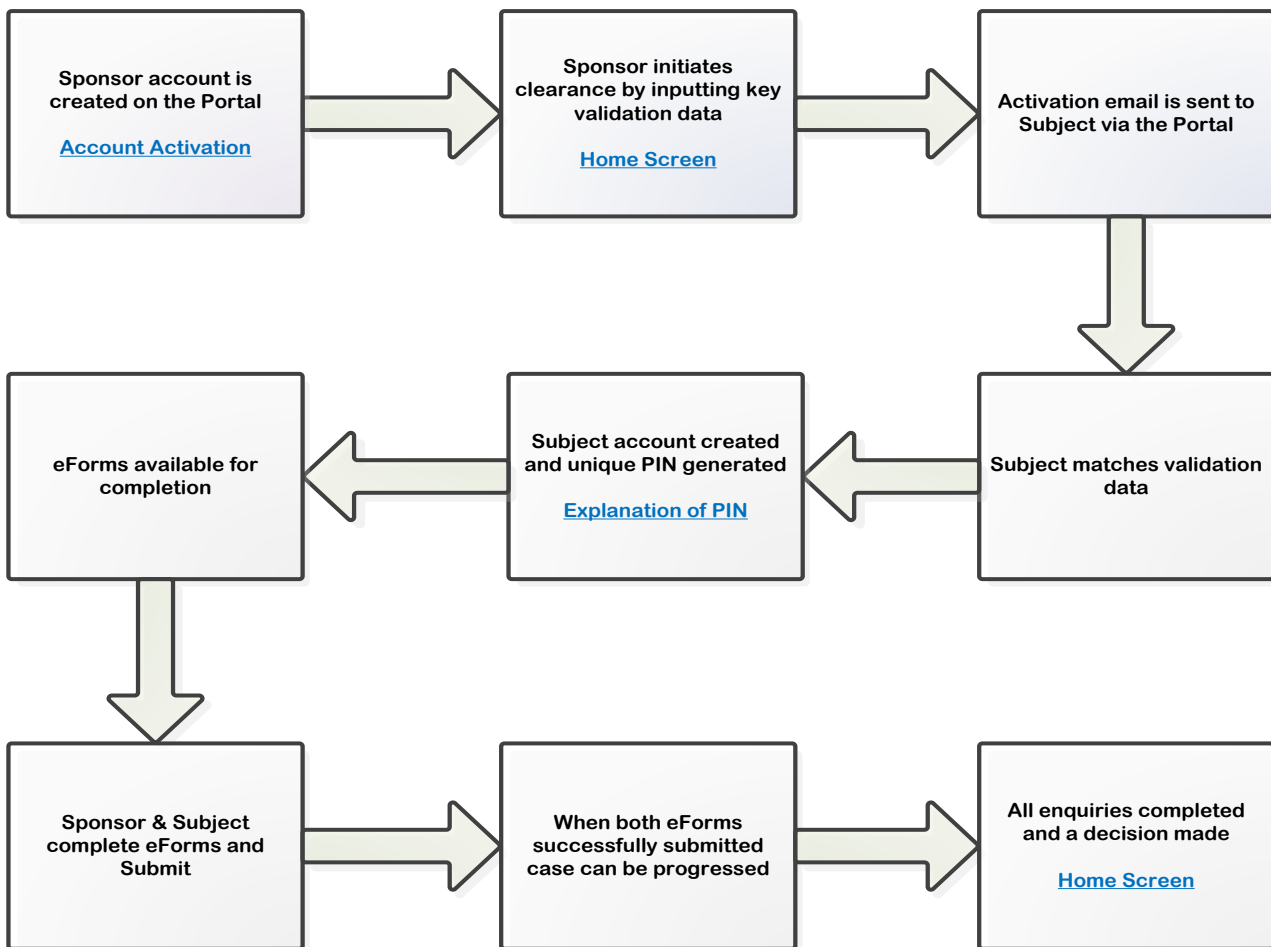 Sponsor account is
created on the Portal
Account Activation
Sponsor initiates
clearance by inputting key
validation data
Home Screen
Activation email is sent to
Subject via the Portal
Subject matches validation
data
Subject account created
and unique PIN generated
Explanation of PIN
eForms available for
completion
Sponsor & Subject
complete eForms and
Submit
When both eForms
successfully submitted
case can be progressed
All enquiries completed
and a decision made
Home Screen